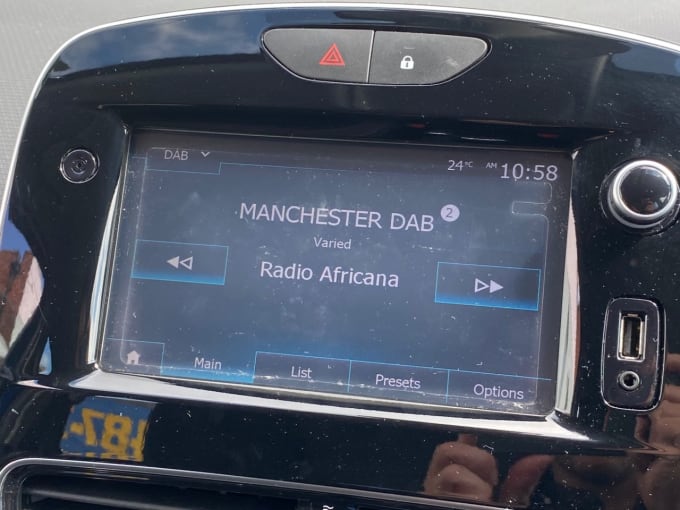 DAB
24°C AM 10:58
MANCHESTER DAB 2
Varied
Radio Africana
Main
List
Presets
Options